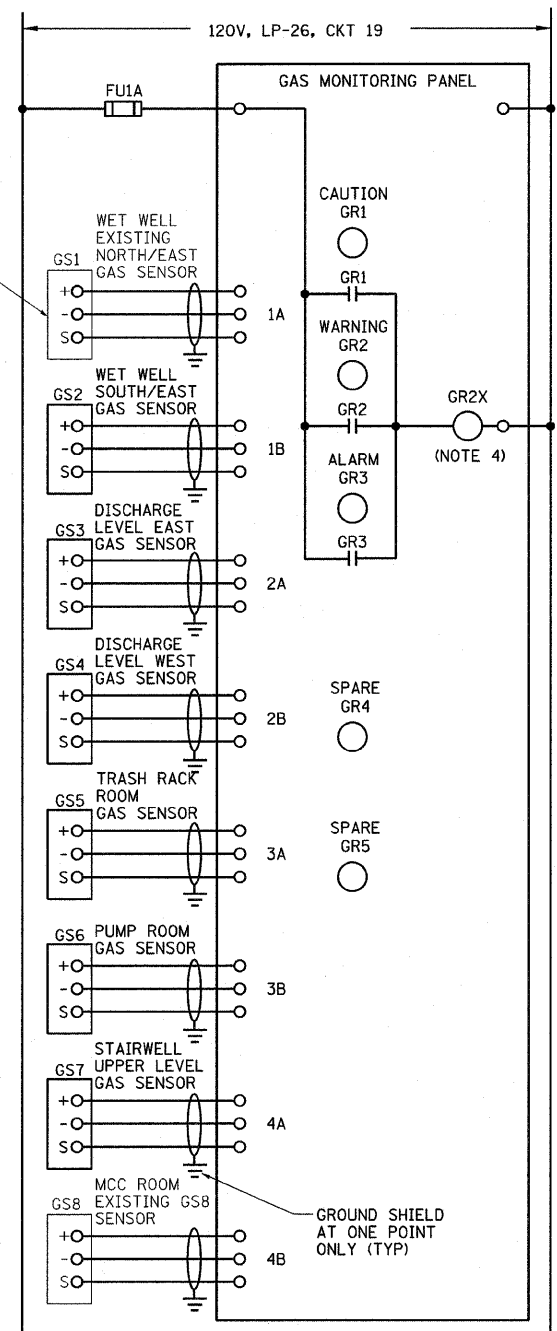 120V, LP-26, CKT 19
FU1A
GAS MONITORING PANEL
CAUTION
GR1
GR1
WARNING
GR2
GR2
ALARM
GR3
GR3
GR2X
(NOTE 4)
SPARE
GR4
SPARE
GR5
GS1
WET WELL
EXISTING
NORTH/EAST
GAS SENSOR
+
-
S
1A
GS2
WET WELL
SOUTH/EAST
GAS SENSOR
+
-
S
1B
GS3
DISCHARGE
LEVEL EAST
GAS SENSOR
+
-
S
2A
GS4
DISCHARGE
LEVEL WEST
GAS SENSOR
+
-
S
2B
GS5
TRASH RACK
ROOM
GAS SENSOR
+
-
S
3A
GS6
PUMP ROOM
GAS SENSOR
+
-
S
3B
GS7
STAIRWELL
UPPER LEVEL
GAS SENSOR
+
-
S
4A
GS8
MCC ROOM
EXISTING GS8
SENSOR
+
-
S
4B
GROUND SHIELD
AT ONE POINT
ONLY (TYP)